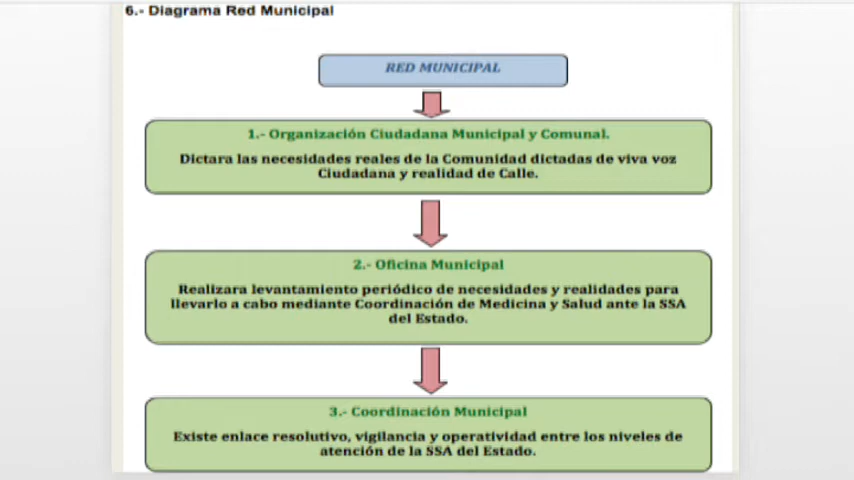 6.- Diagrama Red Municipal
RED MUNICIPAL
1.- Organización Ciudadana Municipal y Comunal.
Dictara las necesidades reales de la Comunidad dictadas de viva voz
Ciudadana y realidad de Calle.
2.- Oficina Municipal
Realizara levantamiento periódico de necesidades y realidades para
llevarlo a cabo mediante Coordinación de Medicina y Salud ante la SSA
del Estado.
3.- Coordinación Municipal
Existe enlace resolutivo, vigilancia y operatividad entre los niveles de
atención de la SSA del Estado.